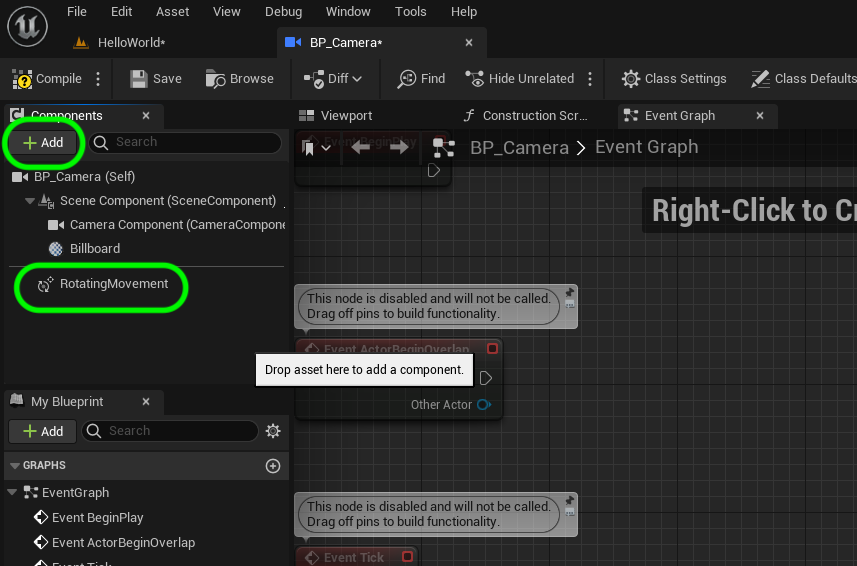 File Edit Asset View Debug Window Tools Help
HelloWorld*
BP_Camera*
Compile Save Browse Diff Find Hide Unrelated Class Settings Class Defaults
Components
Viewport
Construction Scr...
Event Graph
Add
Search
Event BeginPlay
BP_Camera > Event Graph
BP_Camera (Self)
Scene Component (SceneComponent)
Right-Click to Cr
Camera Component (CameraCompone
Billboard
RotatingMovement
This node is disabled and will not be called.
Drag off pins to build functionality.
Event ActorBeginOverlap
Drop asset here to add a component.
Other Actor
My Blueprint
Add
Search
GRAPHS
EventGraph
Event BeginPlay
This node is disabled and will not be called.
Drag off pins to build functionality.
Event ActorBeginOverlap
Event Tick
Event Tick